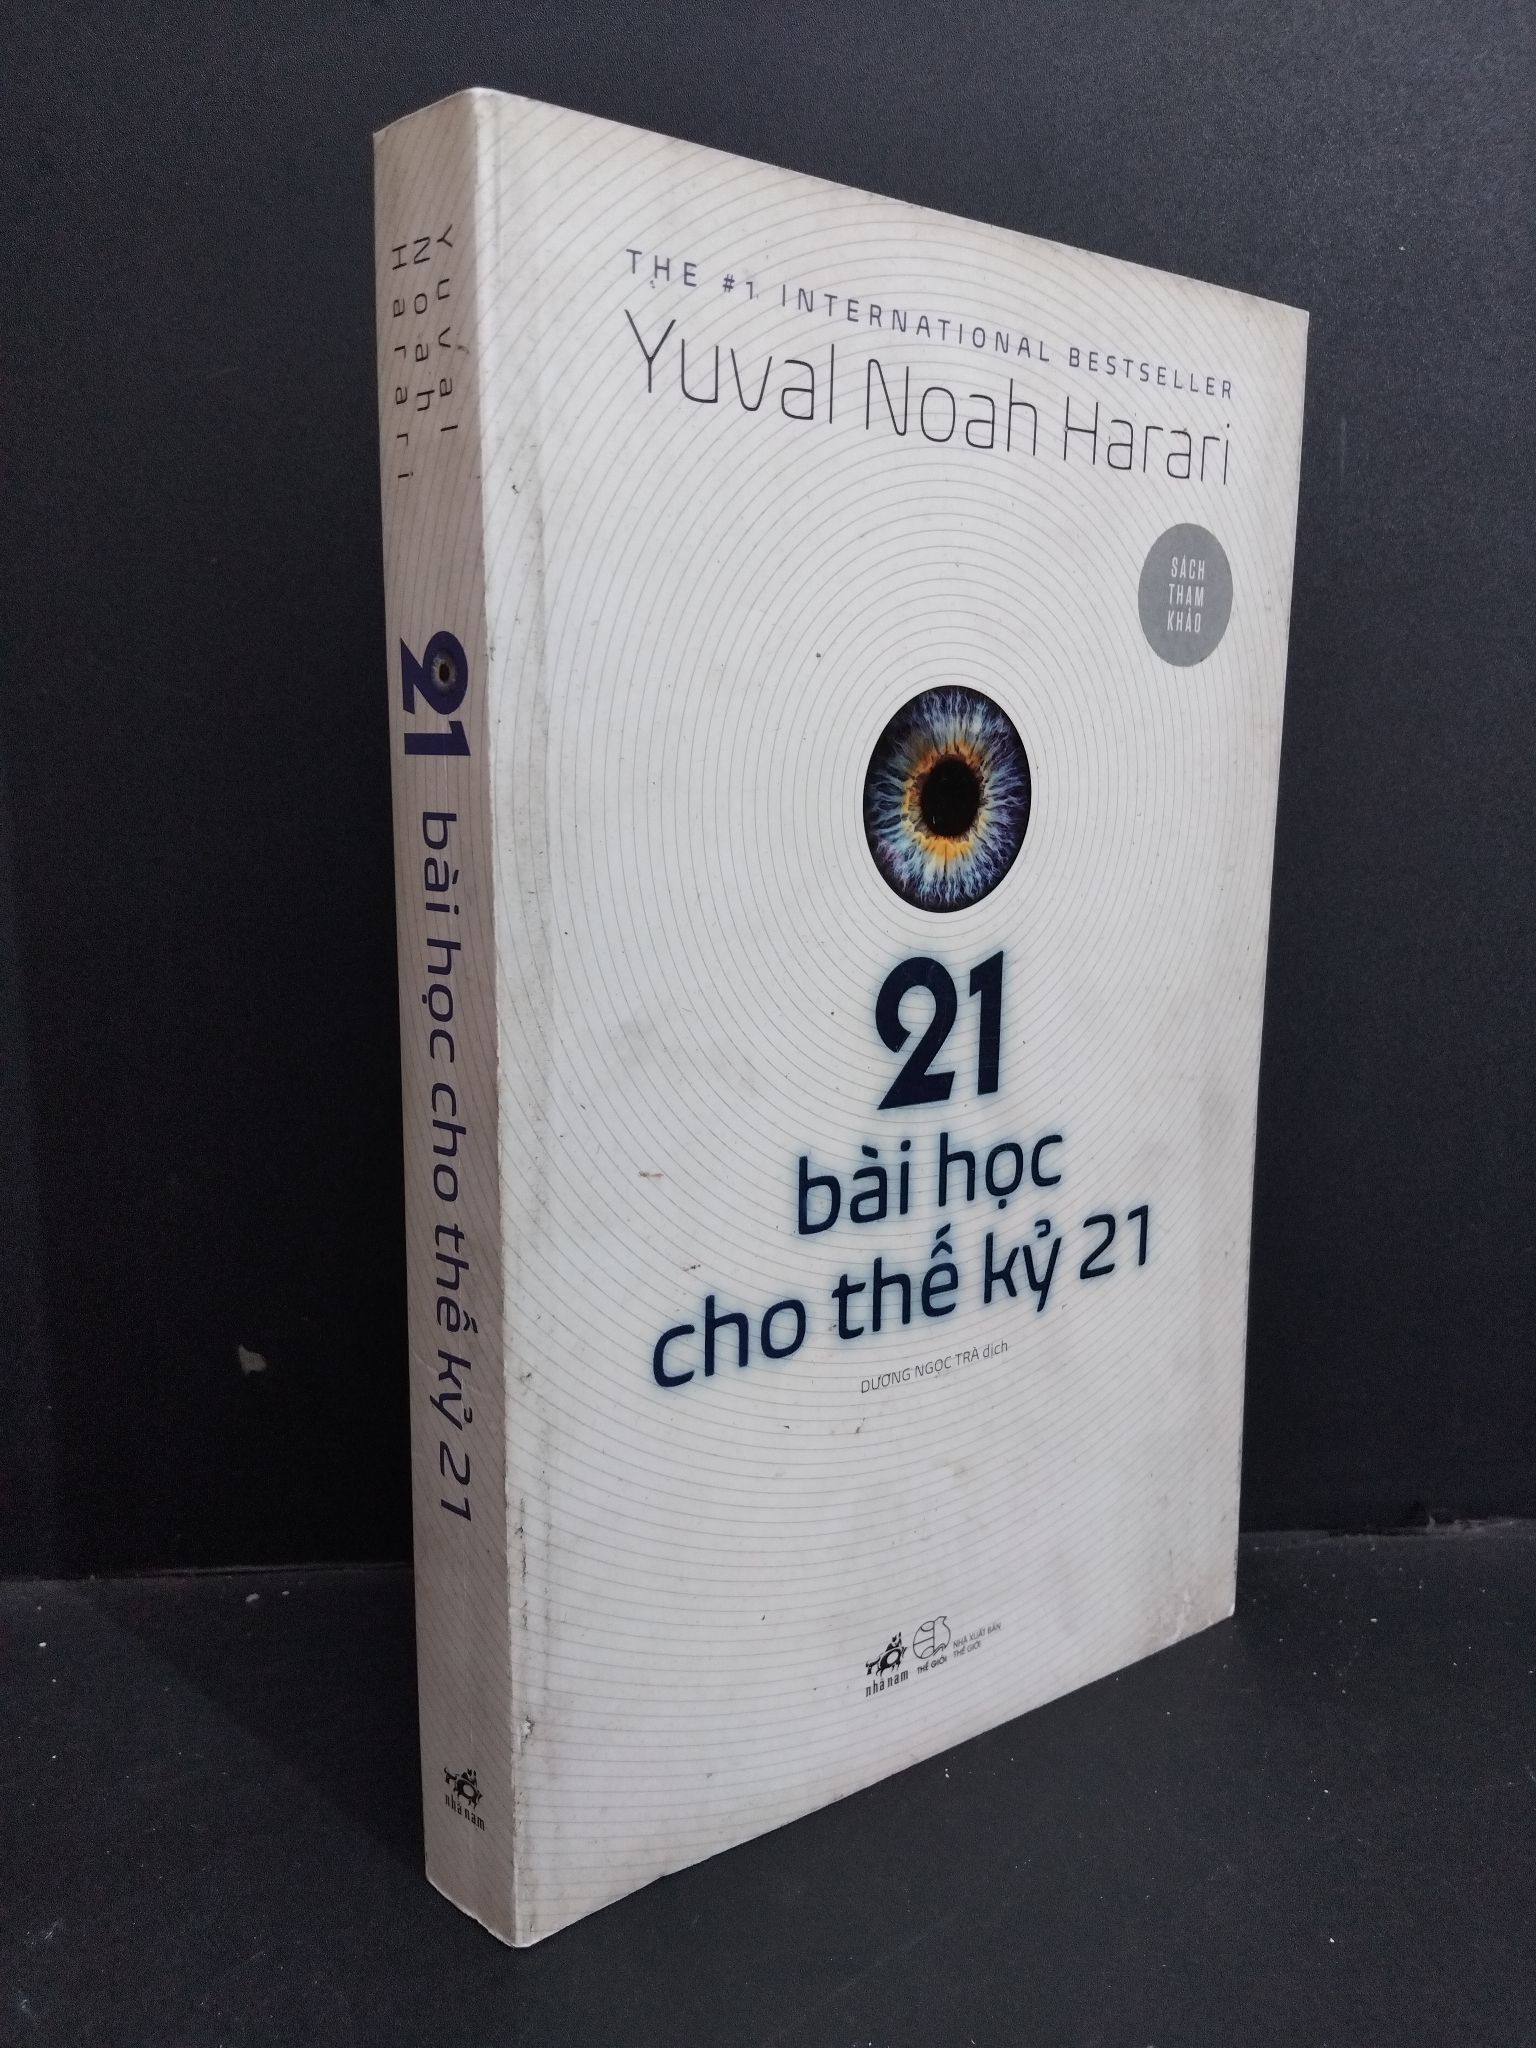 Yuval
Noah
Harari
21 bài học cho thế kỷ 21
nhã nam
THE #1 INTERNATIONAL BESTSELLER
Yuval Noah Harari
SÁCH
THAM
KHẢO
21
bài học
cho thế kỷ 21
DƯƠNG NGỌC TRÀ dịch
nhã nam
THẾ GIỚI
NHÀ XUẤT BẢN
THẾ GIỚI